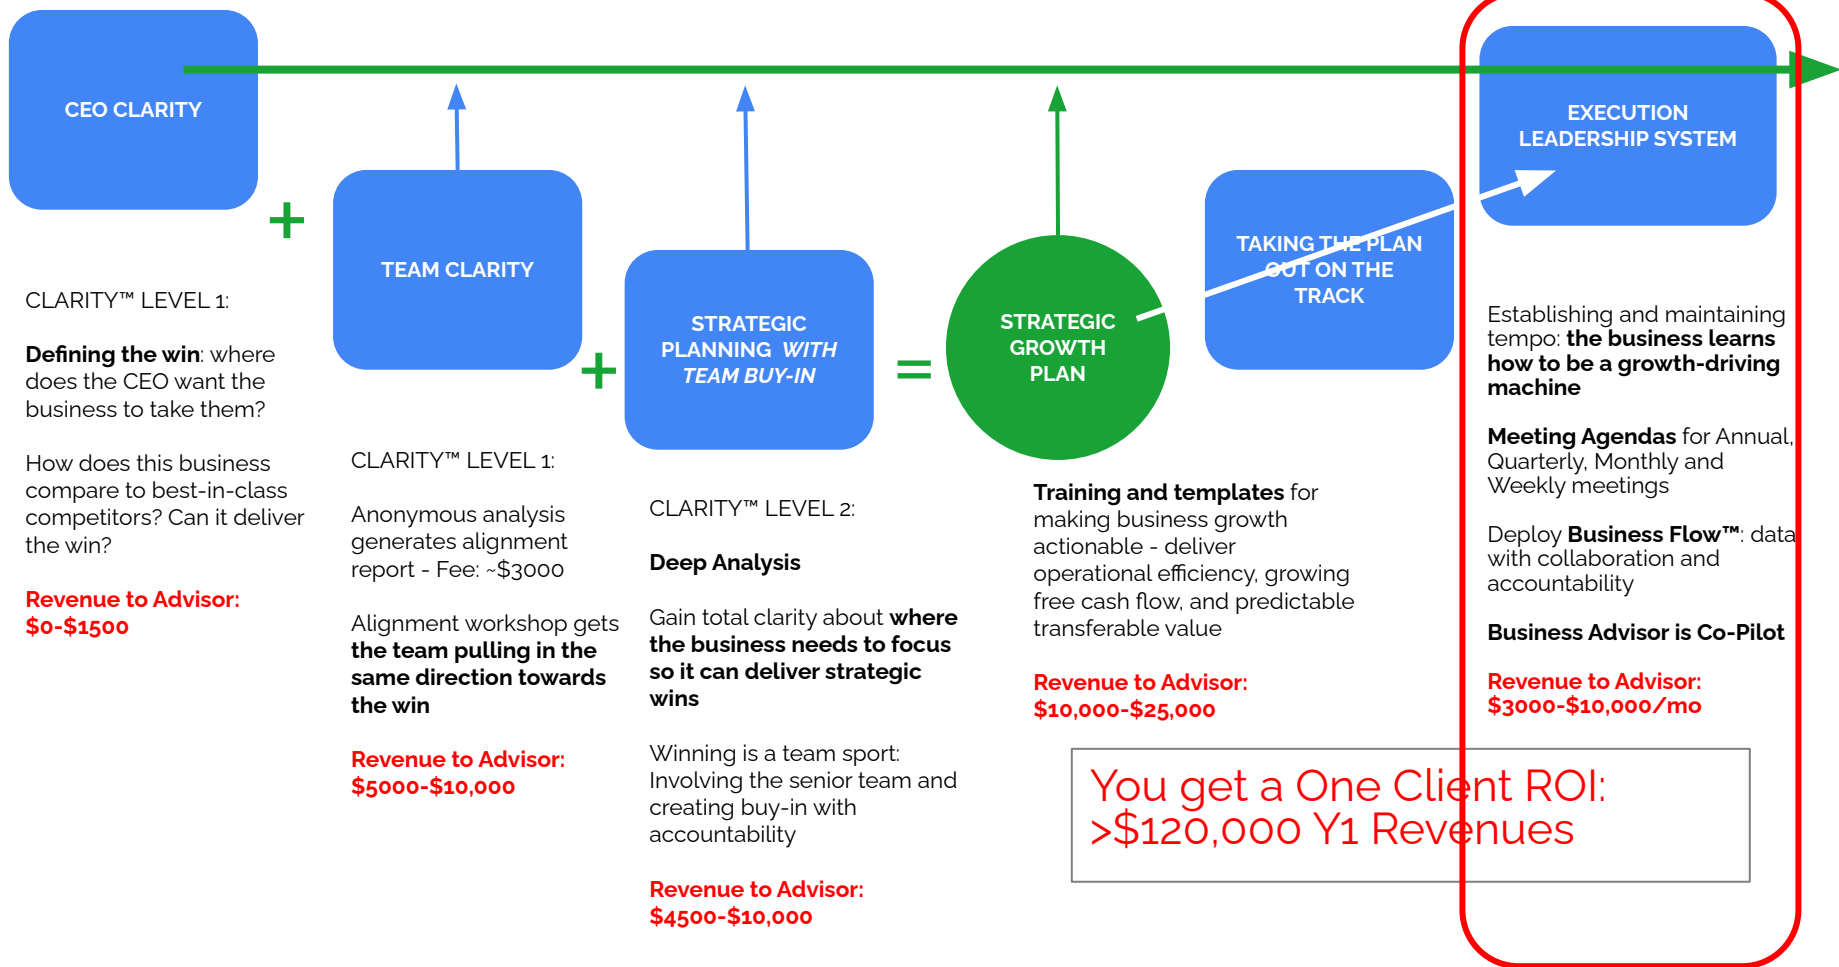 CEO CLARITY
CLARITY™ LEVEL 1:
Defining the win: where
does the CEO want the
business to take them?
How does this business
compare to best-in-class
competitors? Can it deliver
the win?
Revenue to Advisor:
$0-$1500
+
TEAM CLARITY
CLARITY™ LEVEL 1:
Anonymous analysis
generates alignment
report - Fee: ~$3000
Alignment workshop gets
the team pulling in the
same direction towards
the win
Revenue to Advisor:
$5000-$10,000
+
STRATEGIC
PLANNING WITH
TEAM BUY-IN
CLARITY™ LEVEL 2:
Deep Analysis
Gain total clarity about where
the business needs to focus
so it can deliver strategic
wins
Winning is a team sport:
Involving the senior team and
creating buy-in with
accountability
Revenue to Advisor:
$4500-$10,000
=
STRATEGIC
GROWTH
PLAN
Training and templates for
making business growth
actionable - deliver
operational efficiency, growing
free cash flow, and predictable
transferable value
Revenue to Advisor:
$10,000-$25,000
TAKING THE PLAN
OUT ON THE
TRACK
EXECUTION
LEADERSHIP SYSTEM
Establishing and maintaining
tempo: the business learns
how to be a growth-driving
machine
Meeting Agendas for Annual,
Quarterly, Monthly and
Weekly meetings
Deploy Business Flow™: data
with collaboration and
accountability
Business Advisor is Co-Pilot
Revenue to Advisor:
$3000-$10,000/mo
You get a One Client ROI:
>$120,000 Y1 Revenues